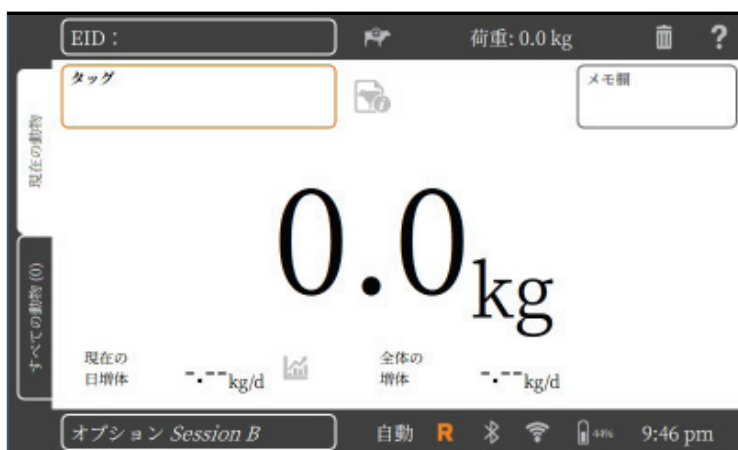 EID：
荷重: 0.0 kg
?
タッグ
メモ欄
現在の動物
0.0kg
すべての動物 (0)
現在の
日増体
-.--kg/d
全体の
増体
-.--kg/d
オプション Session B
自動
R
44%
9:46 pm